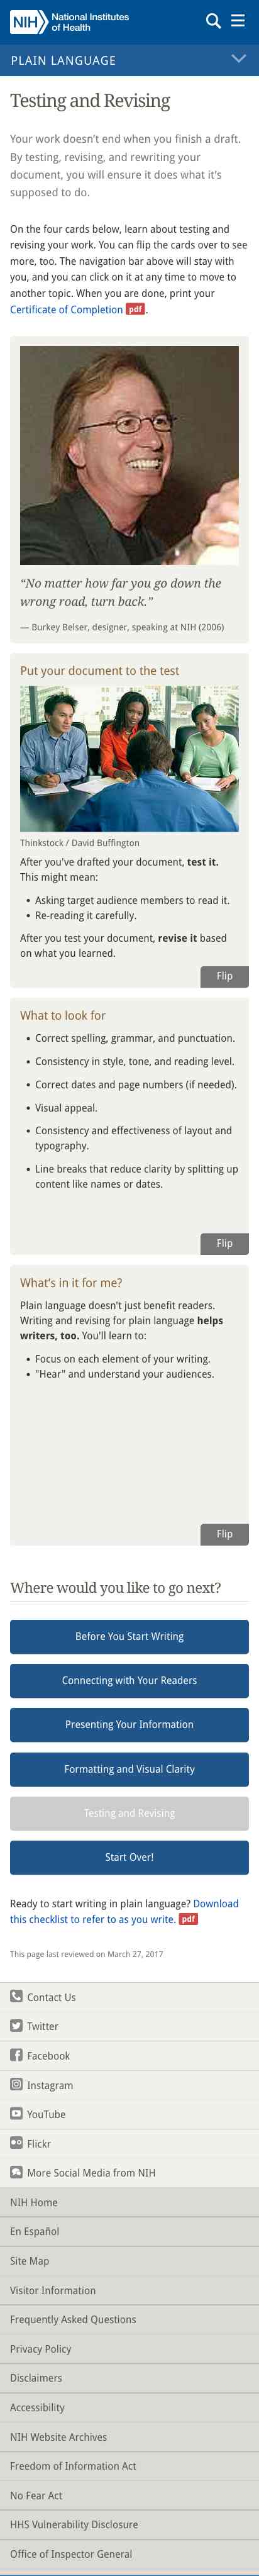 NIH
National Institutes
of Health
PLAIN LANGUAGE
Testing and Revising
Your work doesn’t end when you finish a draft.
By testing, revising, and rewriting your
document, you will ensure it does what it's
supposed to do.
On the four cards below, learn about testing and
revising your work. You can flip the cards over to see
more, too. The navigation bar above will stay with
you, and you can click on it at any time to move to
another topic. When you are done, print your
Certificate of Completion pdf.
“No matter how far you go down the
wrong road, turn back.”
— Burkey Belser, designer, speaking at NIH (2006)
Put your document to the test
Thinkstock / David Buffington
After you've drafted your document, test it.
This might mean:
• Asking target audience members to read it.
• Re-reading it carefully.
After you test your document, revise it based
on what you learned.
Flip
What to look for
• Correct spelling, grammar, and punctuation.
• Consistency in style, tone, and reading level.
• Correct dates and page numbers (if needed).
• Visual appeal.
• Consistency and effectiveness of layout and
typography.
• Line breaks that reduce clarity by splitting up
content like names or dates.
Flip
What’s in it for me?
Plain language doesn't just benefit readers.
Writing and revising for plain language helps
writers, too. You'll learn to:
• Focus on each element of your writing.
• "Hear" and understand your audiences.
Flip
Where would you like to go next?
Before You Start Writing
Connecting with Your Readers
Presenting Your Information
Formatting and Visual Clarity
Testing and Revising
Start Over!
Ready to start writing in plain language? Download
this checklist to refer to as you write. pdf
This page last reviewed on March 27, 2017
Contact Us
Twitter
Facebook
Instagram
YouTube
Flickr
More Social Media from NIH
NIH Home
En Español
Site Map
Visitor Information
Frequently Asked Questions
Privacy Policy
Disclaimers
Accessibility
NIH Website Archives
Freedom of Information Act
No Fear Act
HHS Vulnerability Disclosure
Office of Inspector General